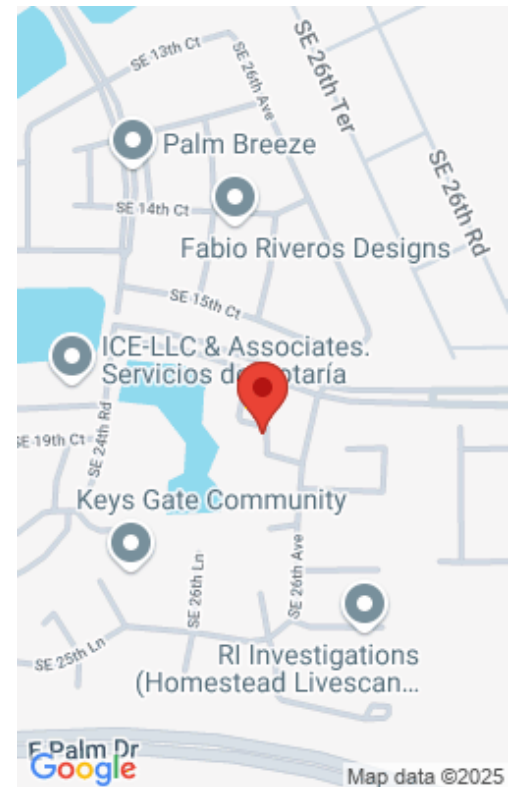 SE 13th Ct
SE 26th Ave
SE 26th Ter
SE 26th Rd
Palm Breeze
SE 14th Ct
Fabio Riveros Designs
SE 15th Ct
ICE-LLC & Associates.
Servicios de
SE 19th Ct
SE 24th Rd
Keys Gate Community
SE 26th Ln
SE 26th Ave
SE 25th Ln
RI Investigations
(Homestead Livescan...
E Palm Dr
Google
Map data ©2025